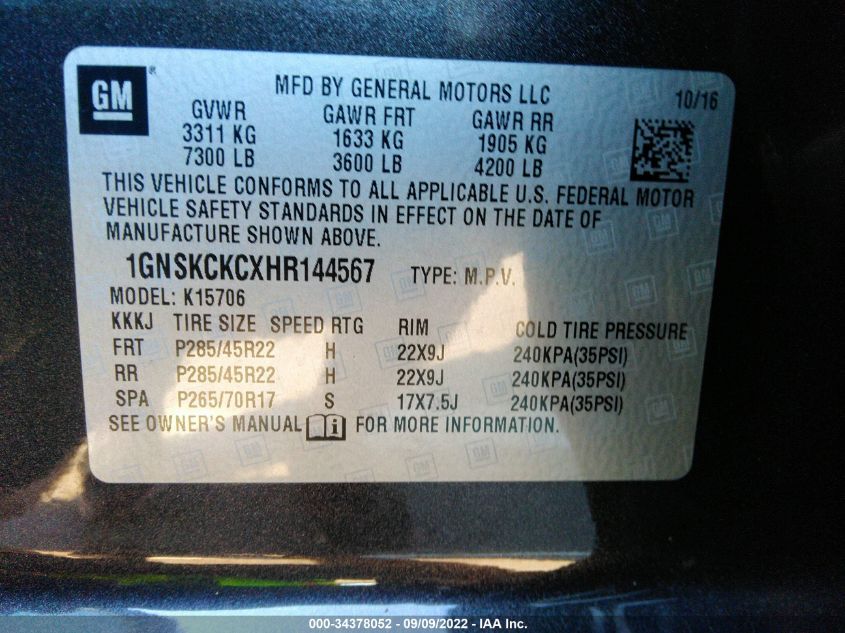 GM ®
MFD BY GENERAL MOTORS LLC
10/16
GVWR GAWR FRT GAWR RR
3311 KG 1633 KG 1905 KG
7300 LB 3600 LB 4200 LB
THIS VEHICLE CONFORMS TO ALL APPLICABLE U.S. FEDERAL MOTOR
VEHICLE SAFETY STANDARDS IN EFFECT ON THE DATE OF
MANUFACTURE SHOWN ABOVE.
1GNSKCKCXHR144567 TYPE: M.P.V.
MODEL: K15706
KKKJ TIRE SIZE SPEED RTG RIM COLD TIRE PRESSURE
FRT P285/45R22 H 22X9J 240KPA(35PSI)
RR P285/45R22 H 22X9J 240KPA(35PSI)
SPA P265/70R17 S 17X7.5J 240KPA(35PSI)
SEE OWNER'S MANUAL FOR MORE INFORMATION.
000-34378052 - 09/09/2022 - IAA Inc.